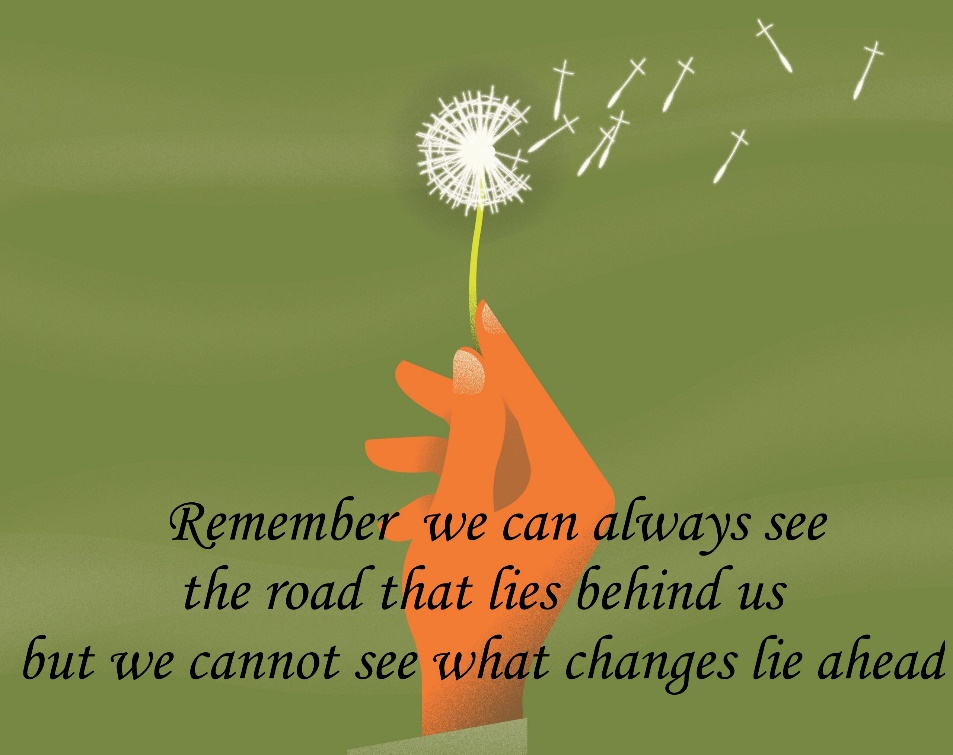 Remember we can always see
the road that lies behind us
but we cannot see what changes lie ahead